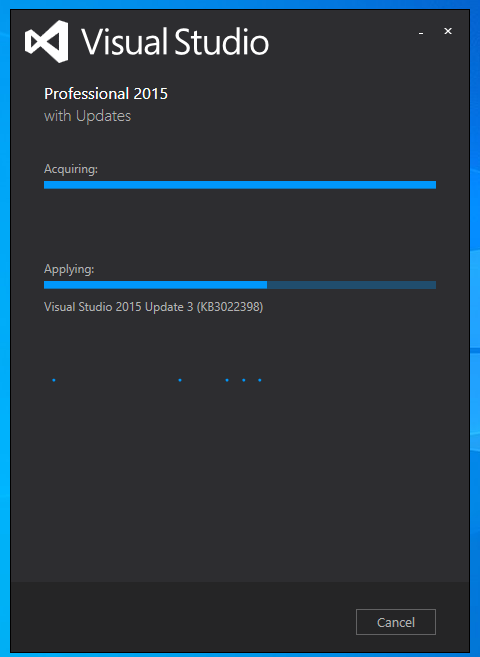 Visual Studio
Professional 2015
with Updates
Acquiring:
Applying:
Visual Studio 2015 Update 3 (KB3022398)
Cancel